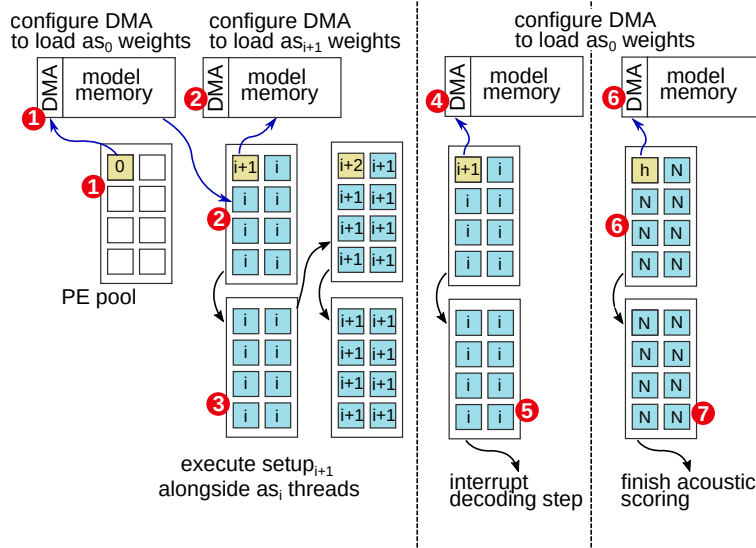 configure DMA
to load as0 weights
configure DMA
to load asi+1 weights
configure DMA
to load as0 weights
DMA
model
memory
1
DMA
model
memory
2
DMA
model
memory
4
DMA
model
memory
6
0
1
PE pool
i+1 i
i i
i i
i i
2
i+2 i+1
i+1 i+1
i+1 i+1
i+1 i+1
i i
i i
i i
i i
3
i+1 i+1
i+1 i+1
i+1 i+1
i+1 i+1
execute setupi+1
alongside asi threads
i+1 i
i i
i i
i i
i i
i i
i i
i i
5
interrupt
decoding step
h N
N N
N N
N N
6
N N
N N
N N
N N
7
finish acoustic
scoring